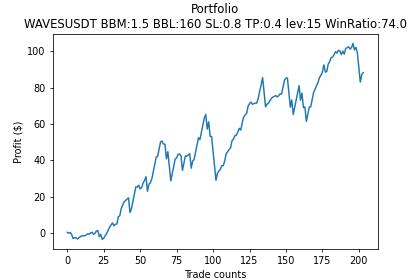 Portfolio
WAVESUSDT BBM:1.5 BBL:160 SL:0.8 TP:0.4 lev:15 WinRatio:74.0
Profit ($)
100
80
60
40
20
0
0 25 50 75 100 125 150 175 200
Trade counts